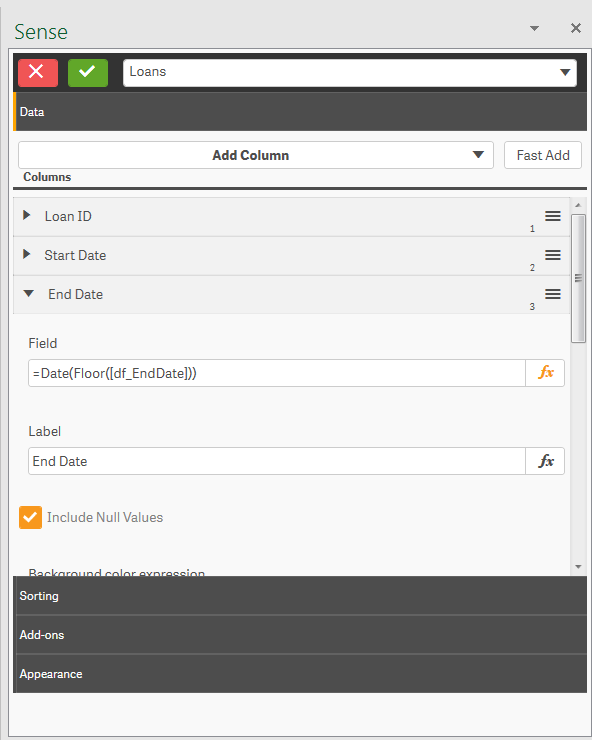 Sense
Loans
Data
Add Column
Fast Add
Columns
Loan ID
1
Start Date
2
End Date
3
Field
=Date(Floor([df_EndDate]))
fx
Label
End Date
fx
Include Null Values
Background color expression
Sorting
Add-ons
Appearance